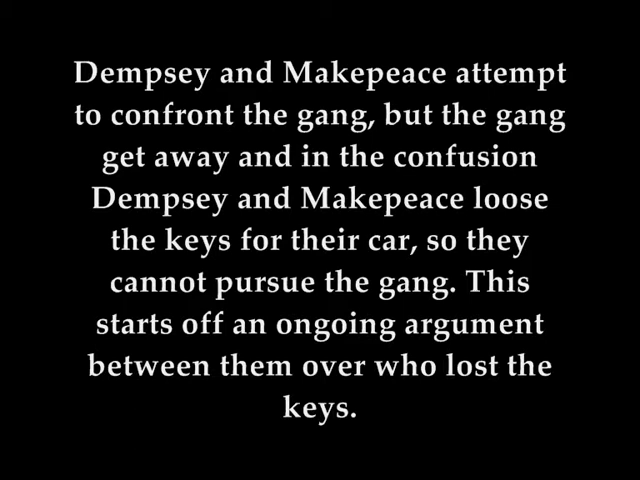 Dempsey and Makepeace attempt
to confront the gang, but the gang
get away and in the confusion
Dempsey and Makepeace loose
the keys for their car, so they
cannot pursue the gang. This
starts off an ongoing argument
between them over who lost the
keys.